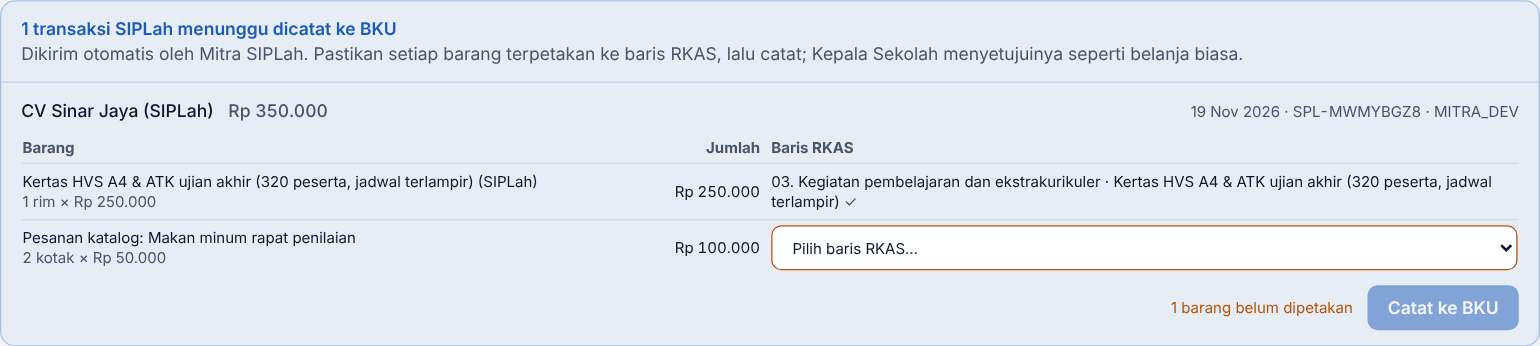 1 transaksi SIPLah menunggu dicatat ke BKU
Dikirim otomatis oleh Mitra SIPLah. Pastikan setiap barang terpetakan ke baris RKAS, lalu catat; Kepala Sekolah menyetujuinya seperti belanja biasa.
CV Sinar Jaya (SIPLah) Rp 350.000 19 Nov 2026 · SPL-MWMYBGZ8 · MITRA_DEV
Barang Jumlah Baris RKAS
Kertas HVS A4 & ATK ujian akhir (320 peserta, jadwal terlampir) (SIPLah)
1 rim × Rp 250.000
Rp 250.000
03. Kegiatan pembelajaran dan ekstrakurikuler · Kertas HVS A4 & ATK ujian akhir (320 peserta, jadwal
terlampir) ✓
Pesanan katalog: Makan minum rapat penilaian
2 kotak × Rp 50.000
Rp 100.000
Pilih baris RKAS...
1 barang belum dipetakan
Catat ke BKU